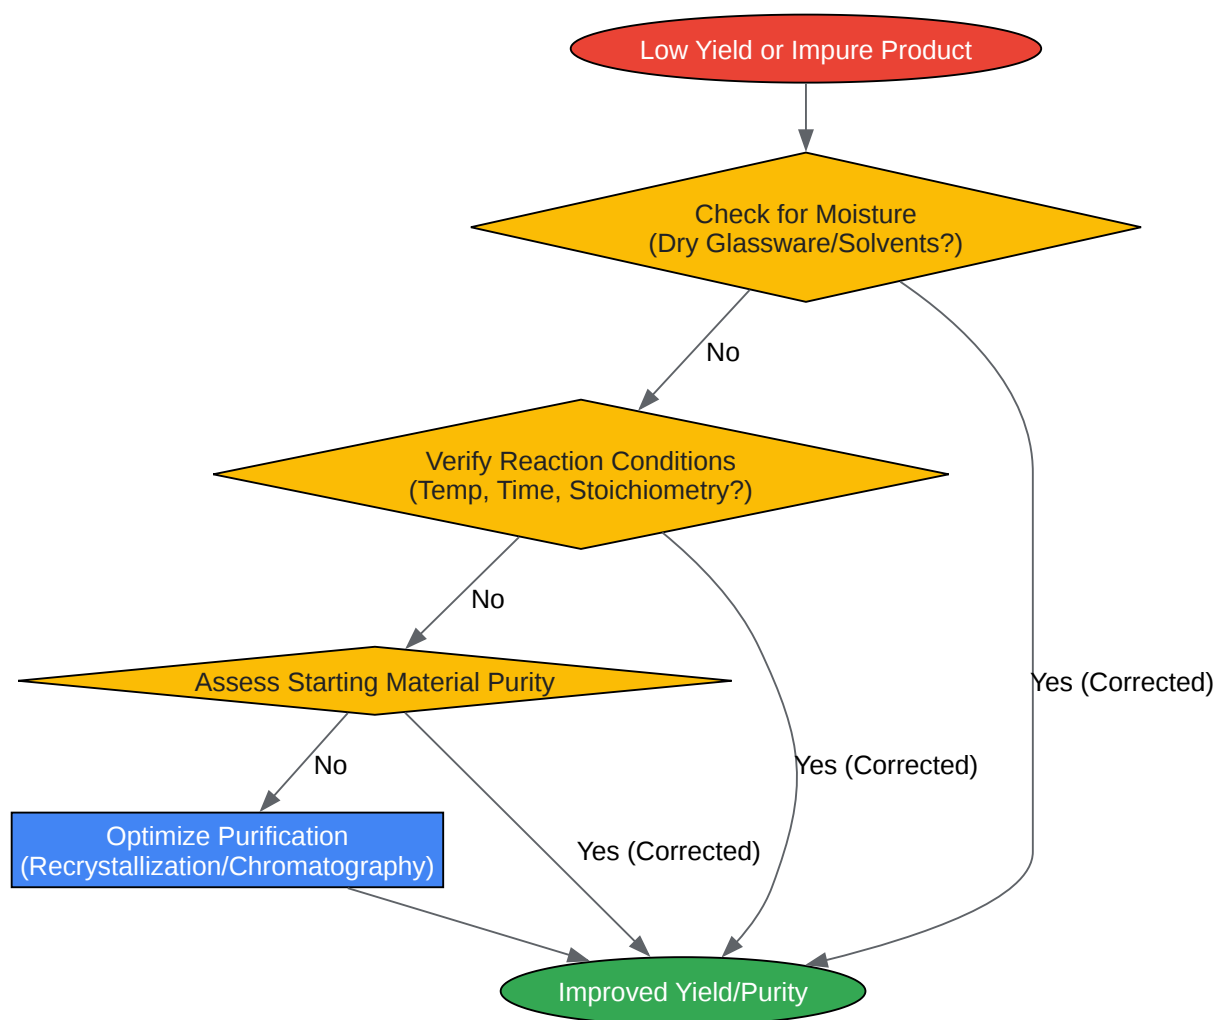 Low Yield or Impure Product
Check for Moisture
(Dry Glassware/Solvents?)
No
Verify Reaction Conditions
(Temp, Time, Stoichiometry?)
No
Assess Starting Material Purity
Yes (Corrected)
No
Yes (Corrected)
Optimize Purification
(Recrystallization/Chromatography)
Yes (Corrected)
Improved Yield/Purity